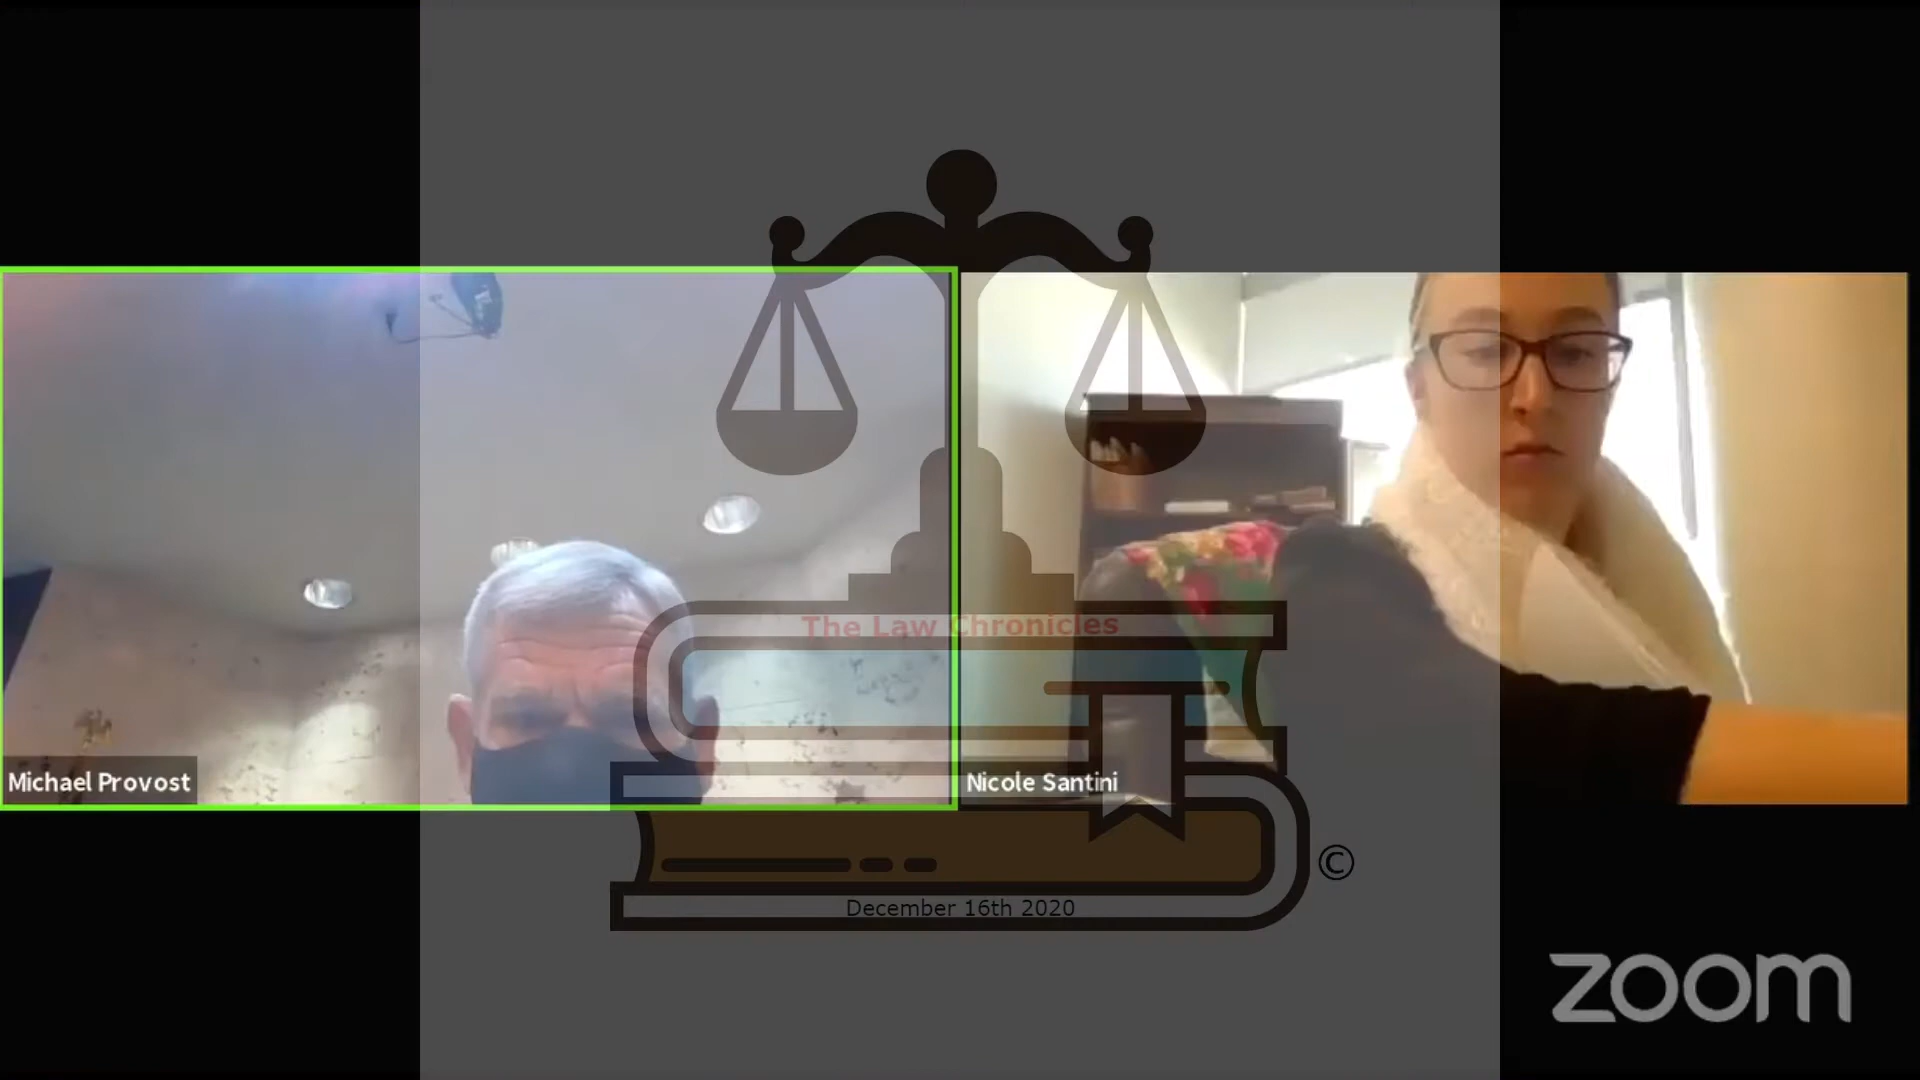 The Law Chronicles
Michael Provost
Nicole Santini
©
December 16th 2020
zoom